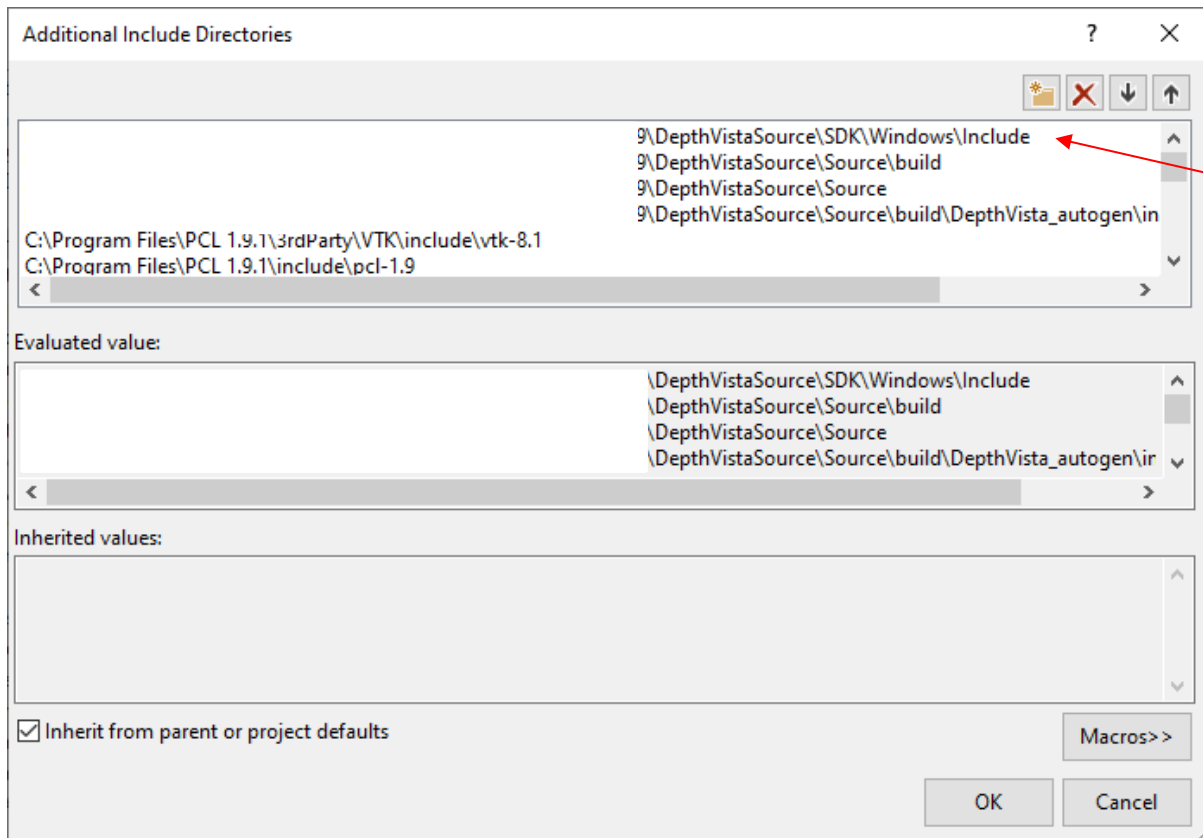 Additional Include Directories
?
9\DepthVistaSource\SDK\Windows\Include
9\DepthVistaSource\Source\build
9\DepthVistaSource\Source
9\DepthVistaSource\Source\build\DepthVista_autogen\in
C:\Program Files\PCL 1.9.1\3rdParty\VTK\include\vtk-8.1
C:\Program Files\PCL 1.9.1\include\pcl-1.9
Evaluated value:
\DepthVistaSource\SDK\Windows\Include
\DepthVistaSource\Source\build
\DepthVistaSource\Source
\DepthVistaSource\Source\build\DepthVista_autogen\ir
Inherited values:
Inherit from parent or project defaults
Macros>>
OK
Cancel